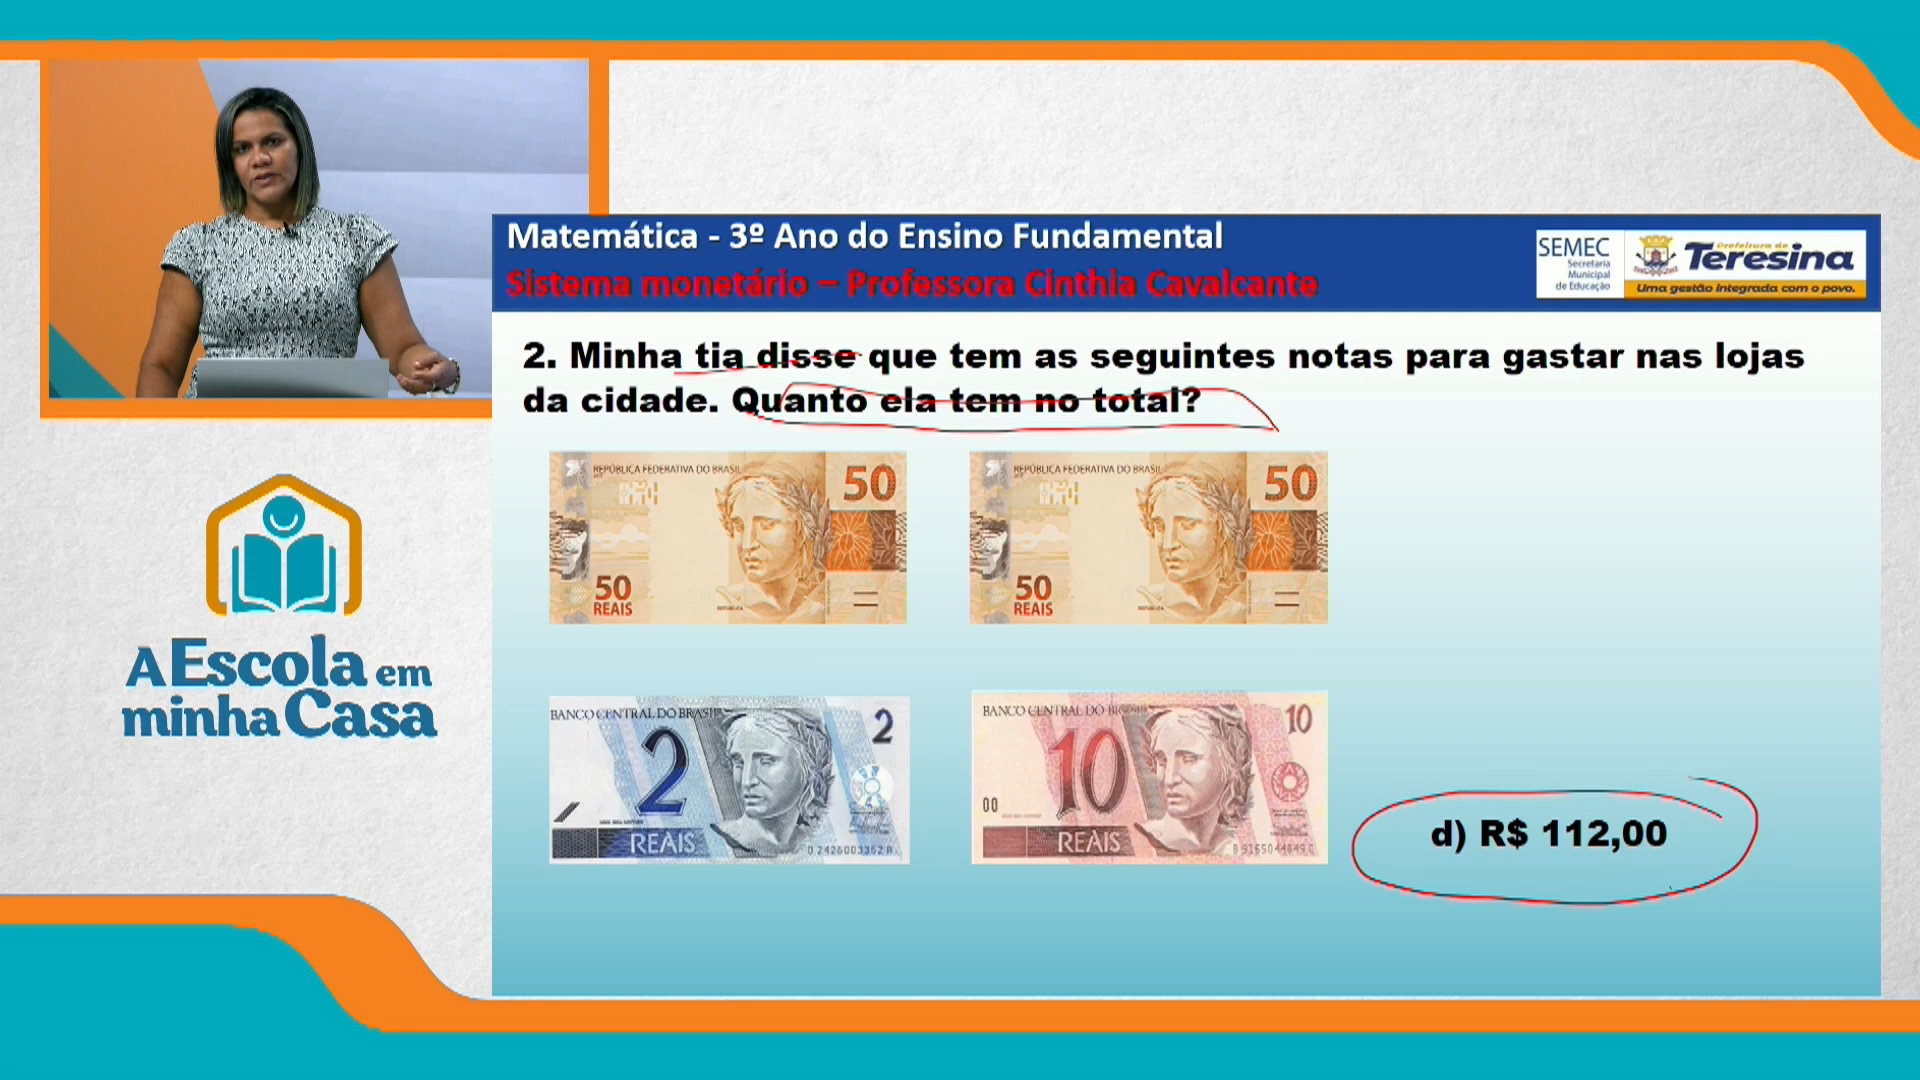 Matemática - 3º Ano do Ensino Fundamental
Sistema monetário – Professora Cinthia Cavalcante
SEMEC
Secretaria
Municipal
de Educação
Prefeitura de
Teresina
Uma gestão integrada com o povo.
2. Minha tia disse que tem as seguintes notas para gastar nas lojas
da cidade. Quanto ela tem no total?
REPÚBLICA FEDERATIVA DO BRASIL
50
50
REAIS
REPÚBLICA FEDERATIVA DO BRASIL
50
50
REAIS
A Escola em
minha Casa
BANCO CENTRAL DO BRASIL
2
2
REAIS
BANCO CENTRAL DO BRASIL
10
10
00
REAIS
d) R$ 112,00